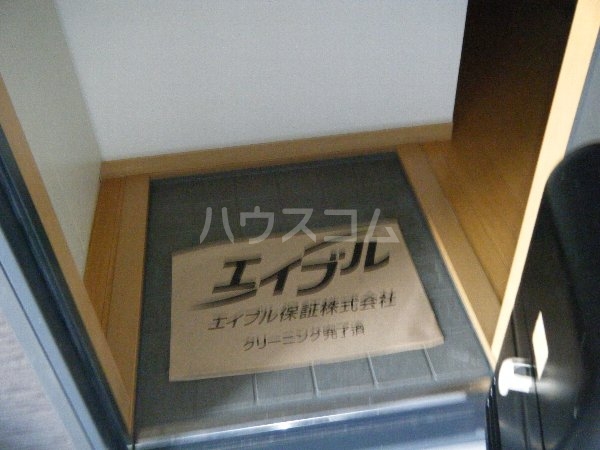 ハウスコム
エイブル
エイブル保証株式会社
クリーニング完了済